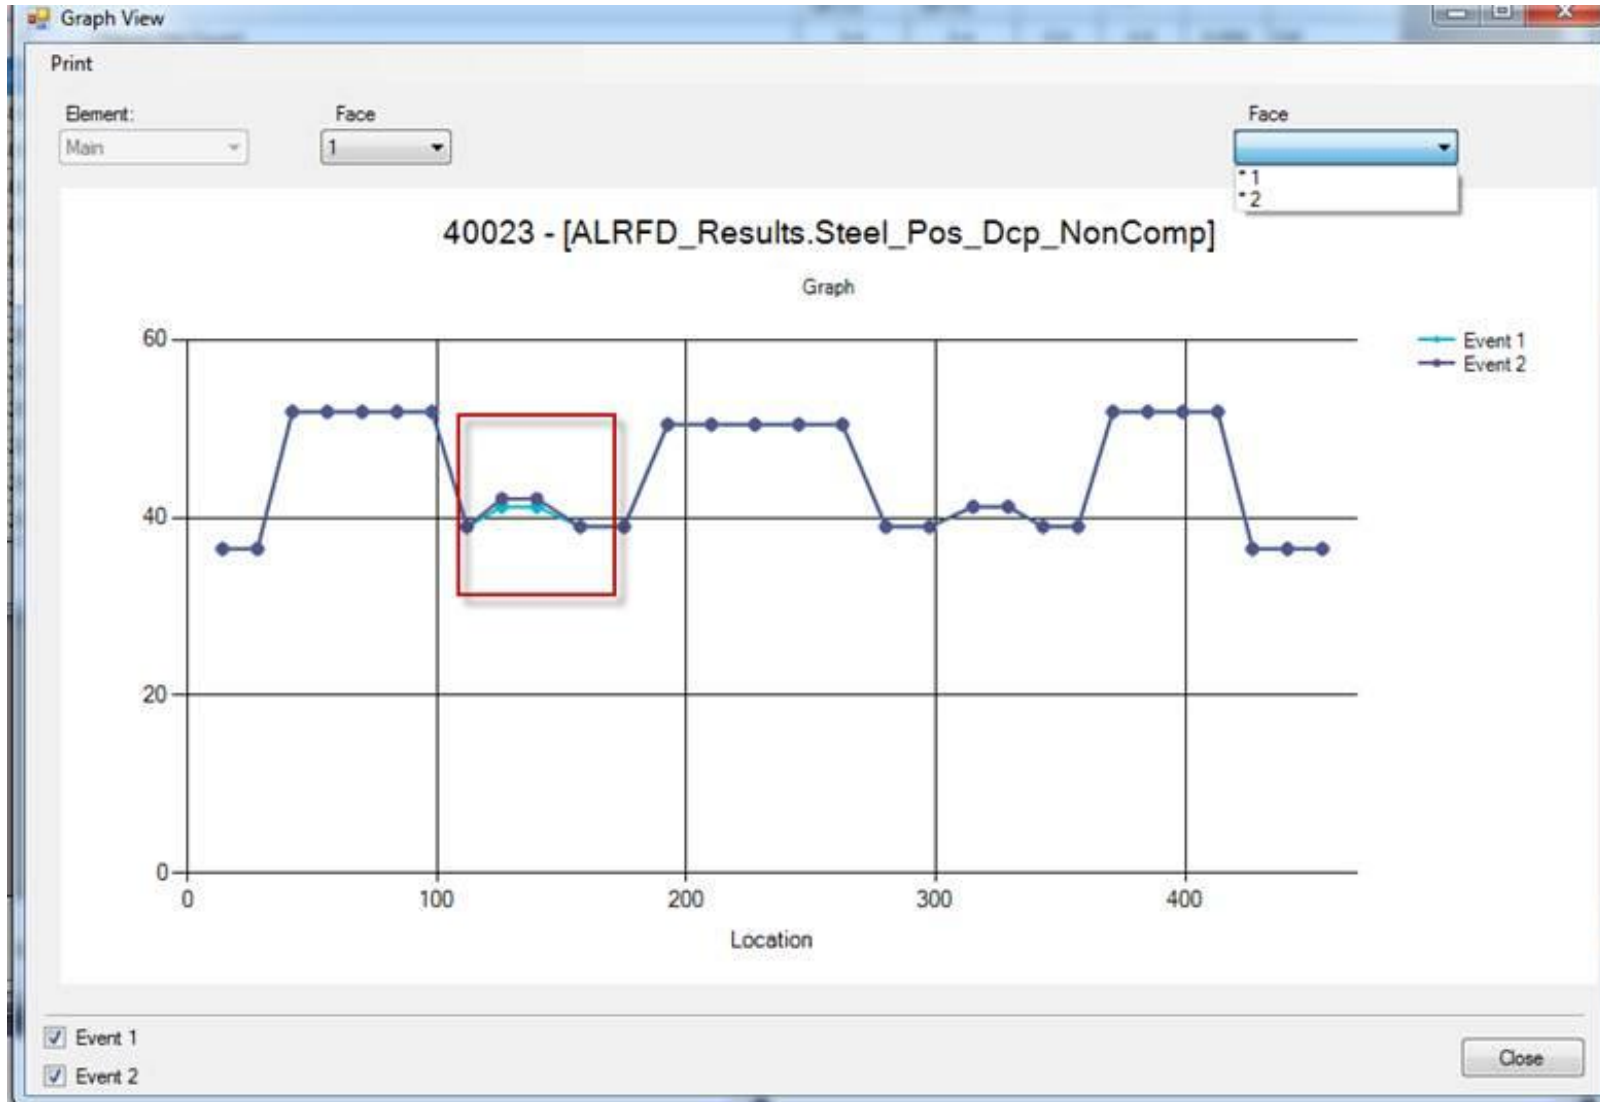 Graph View
Print
Element:
Face
Face
Main
1
* 1
* 2
40023 - [ALRFD_Results.Steel_Pos_Dcp_NonComp]
Graph
60
40
20
0
0
100
200
300
400
Location
Event 1
Event 2
Event 1
Event 2
Close